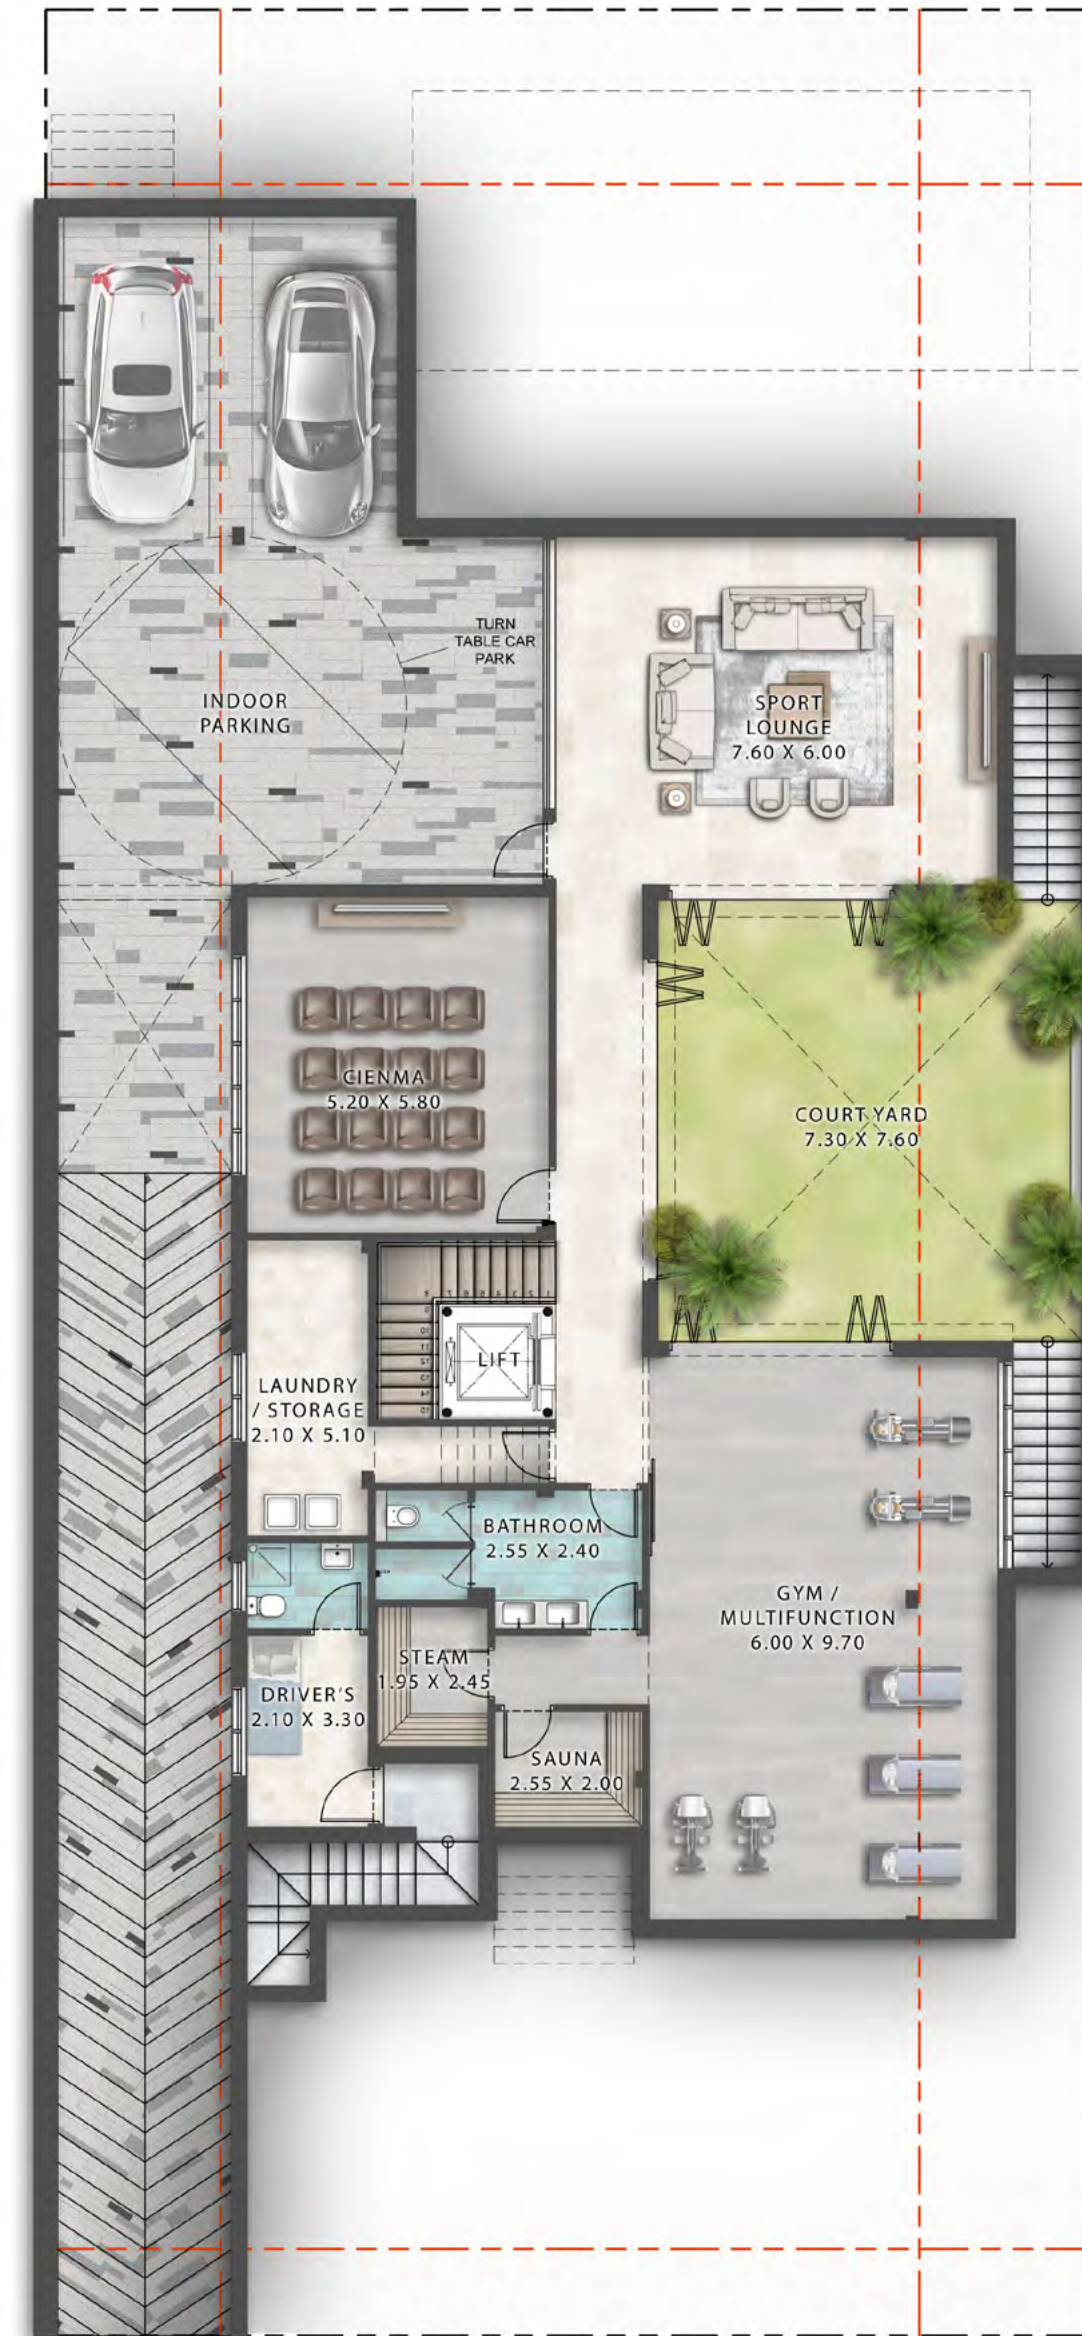 TURN
TABLE CAR
PARK
INDOOR
PARKING
SPORT
LOUNGE
7.60 X 6.00
CIENMA
5.20 X 5.80
COURT YARD
7.30 X 7.60
LIFT
LAUNDRY
/ STORAGE
2.10 X 5.10
BATHROOM
2.55 X 2.40
GYM /
MULTIFUNCTION
6.00 X 9.70
STEAM
1.95 X 2.45
DRIVER'S
2.10 X 3.30
SAUNA
2.55 X 2.00